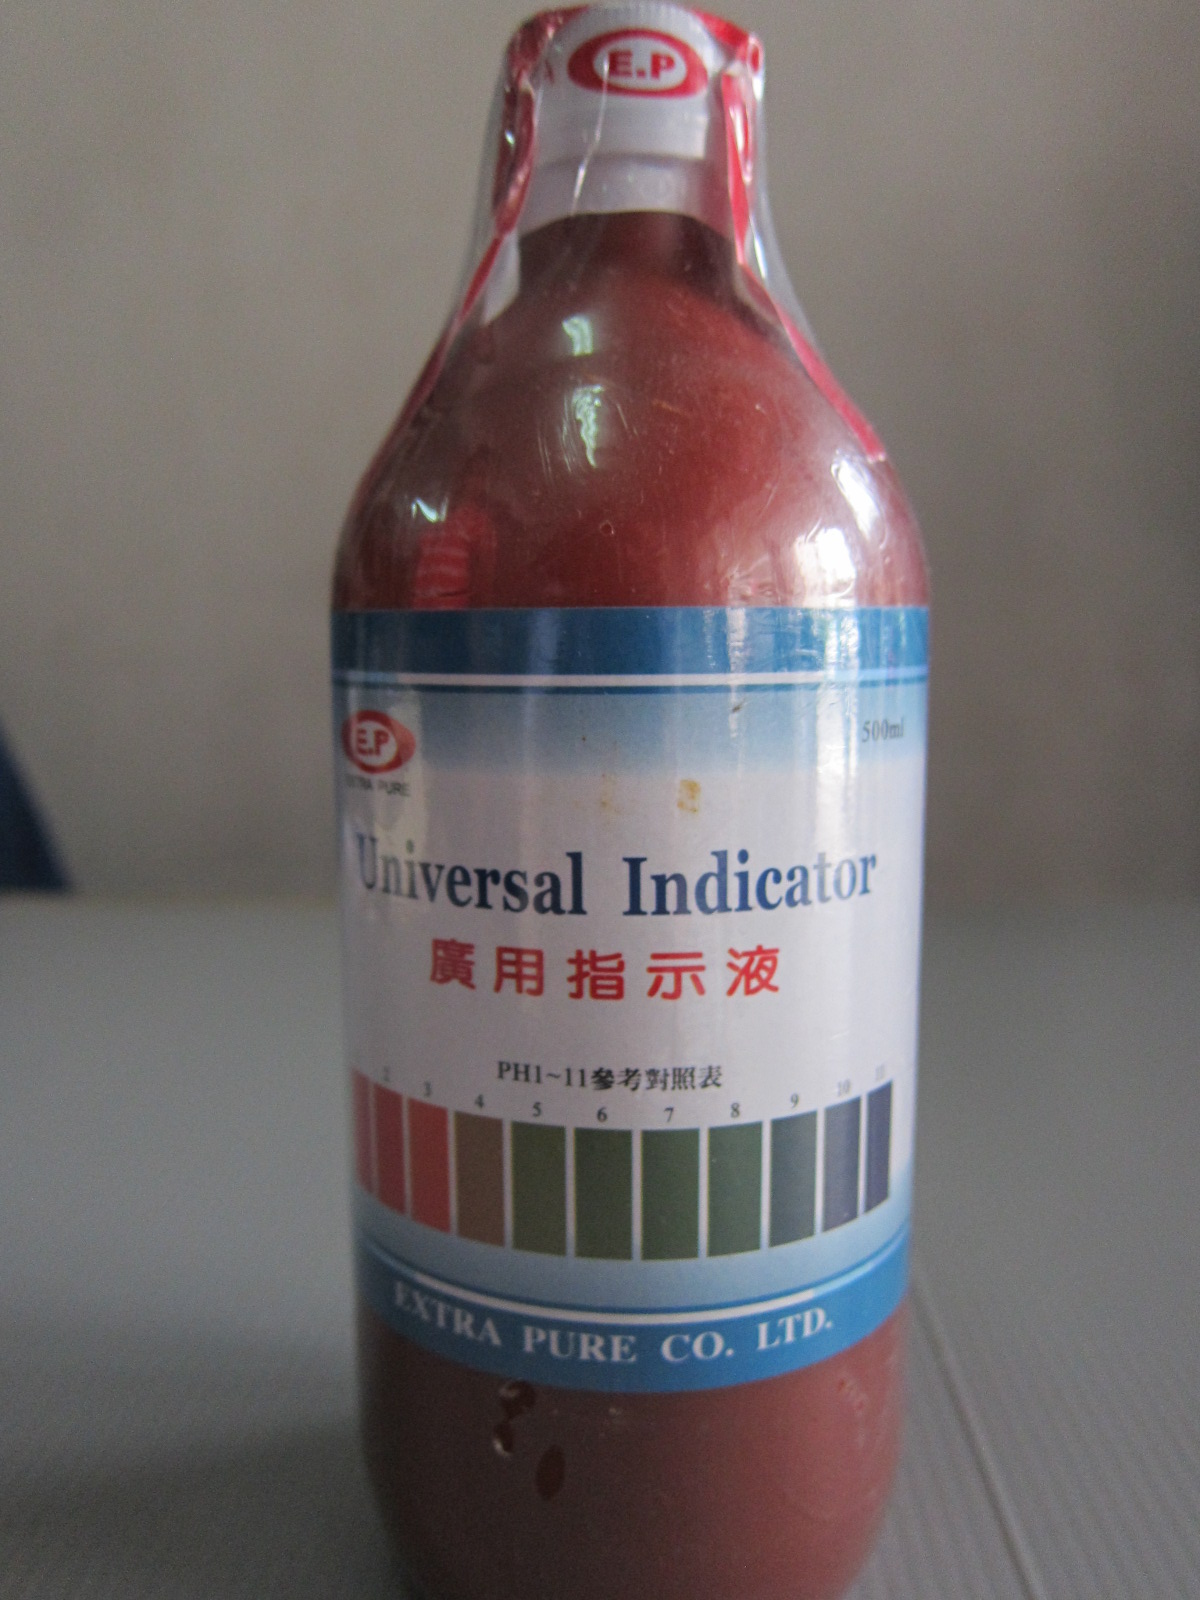 E.P
E.P
EXTRA PURE
500ml
Universal Indicator
廣用指示液
PH1~11參考對照表
2 3 4 5 6 7 8 9 10 11
EXTRA PURE CO. LTD.